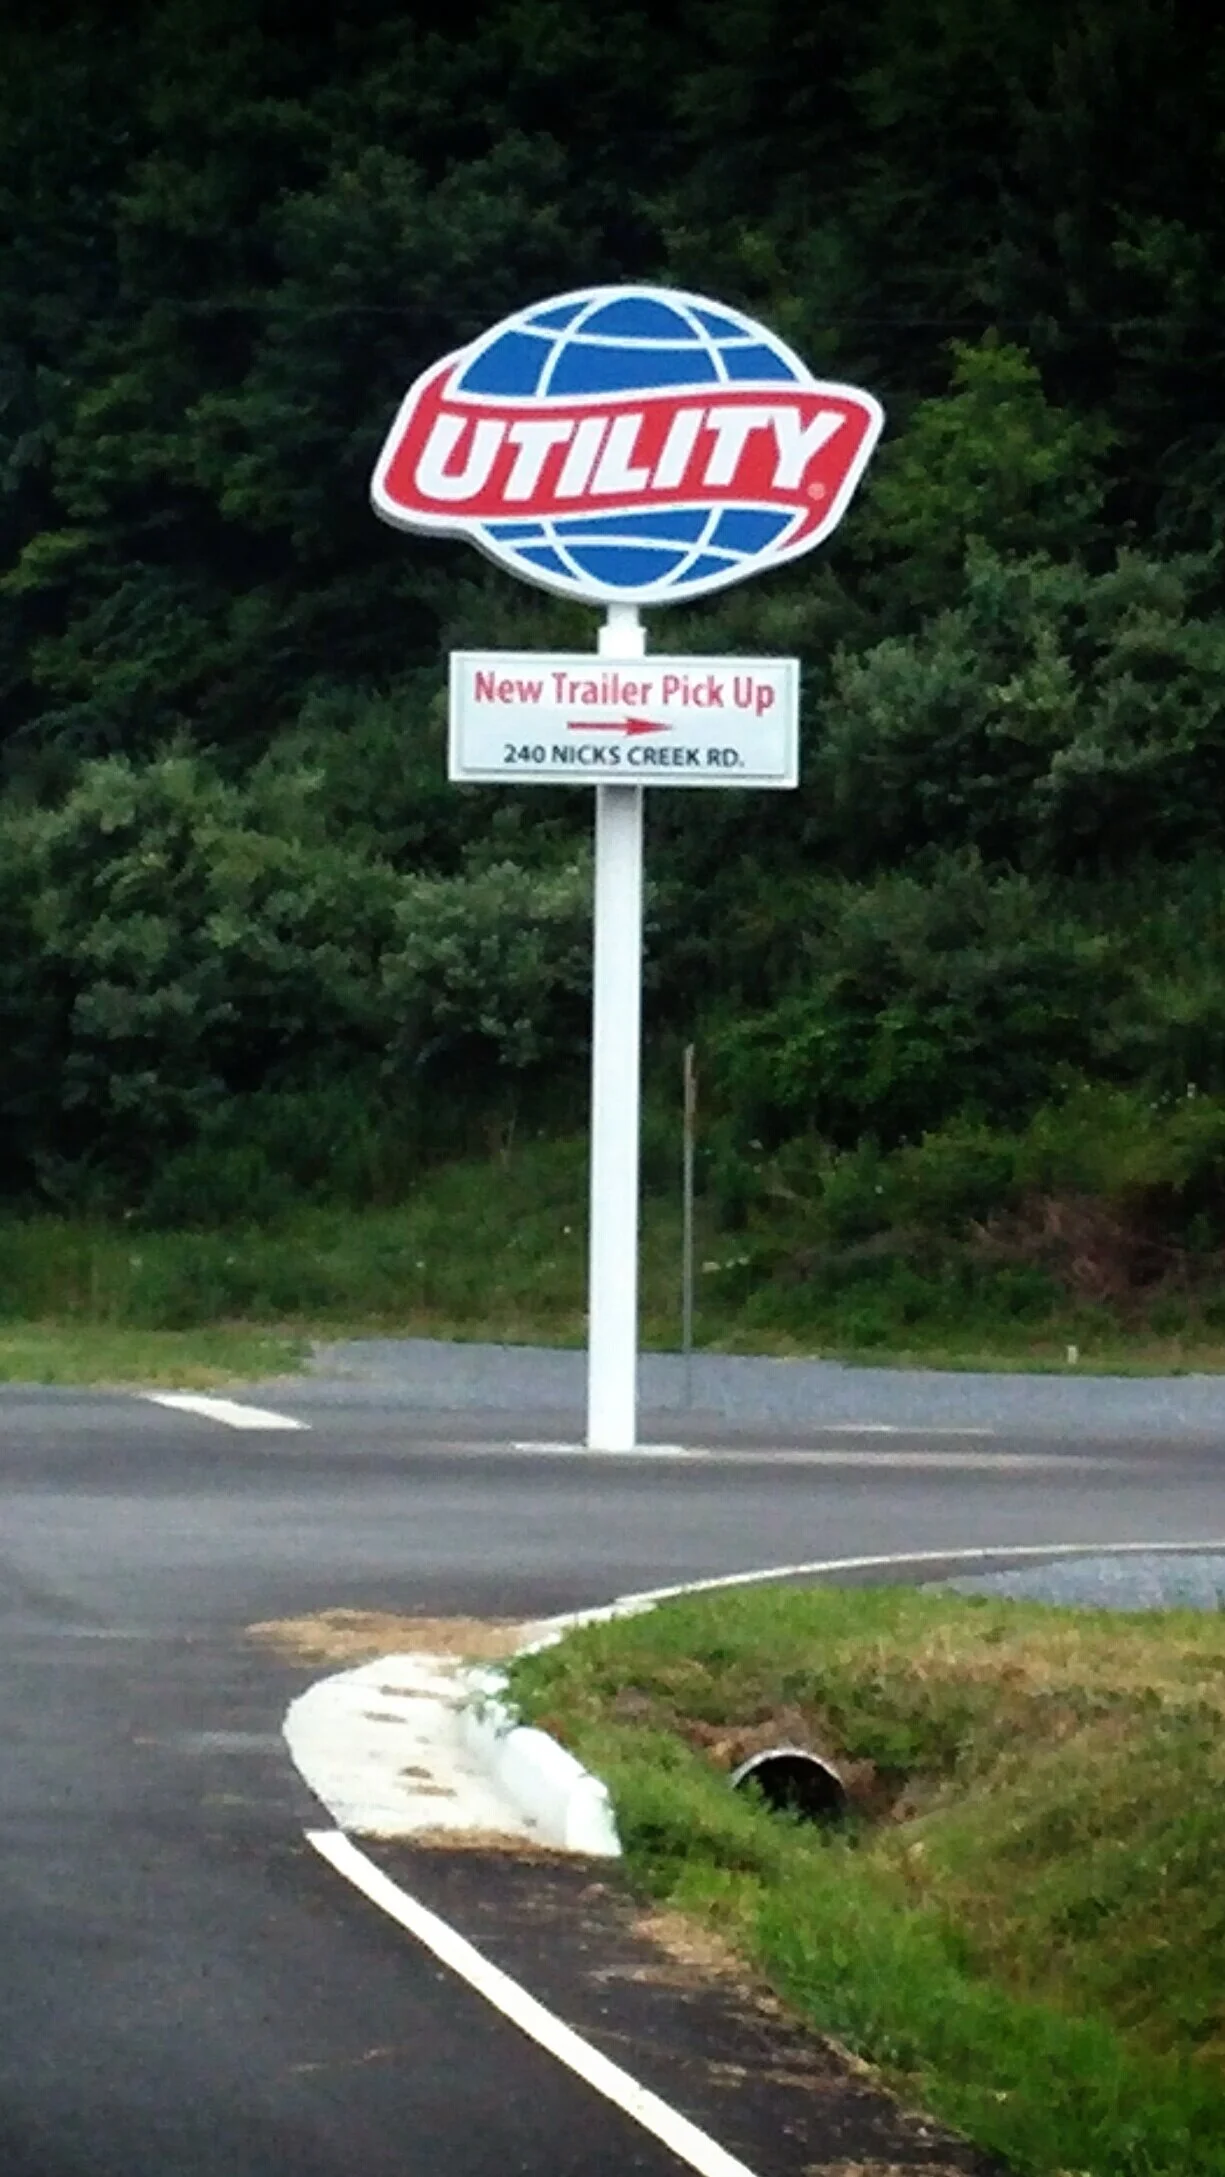 UTILITY®
New Trailer Pick Up
240 NICKS CREEK RD.